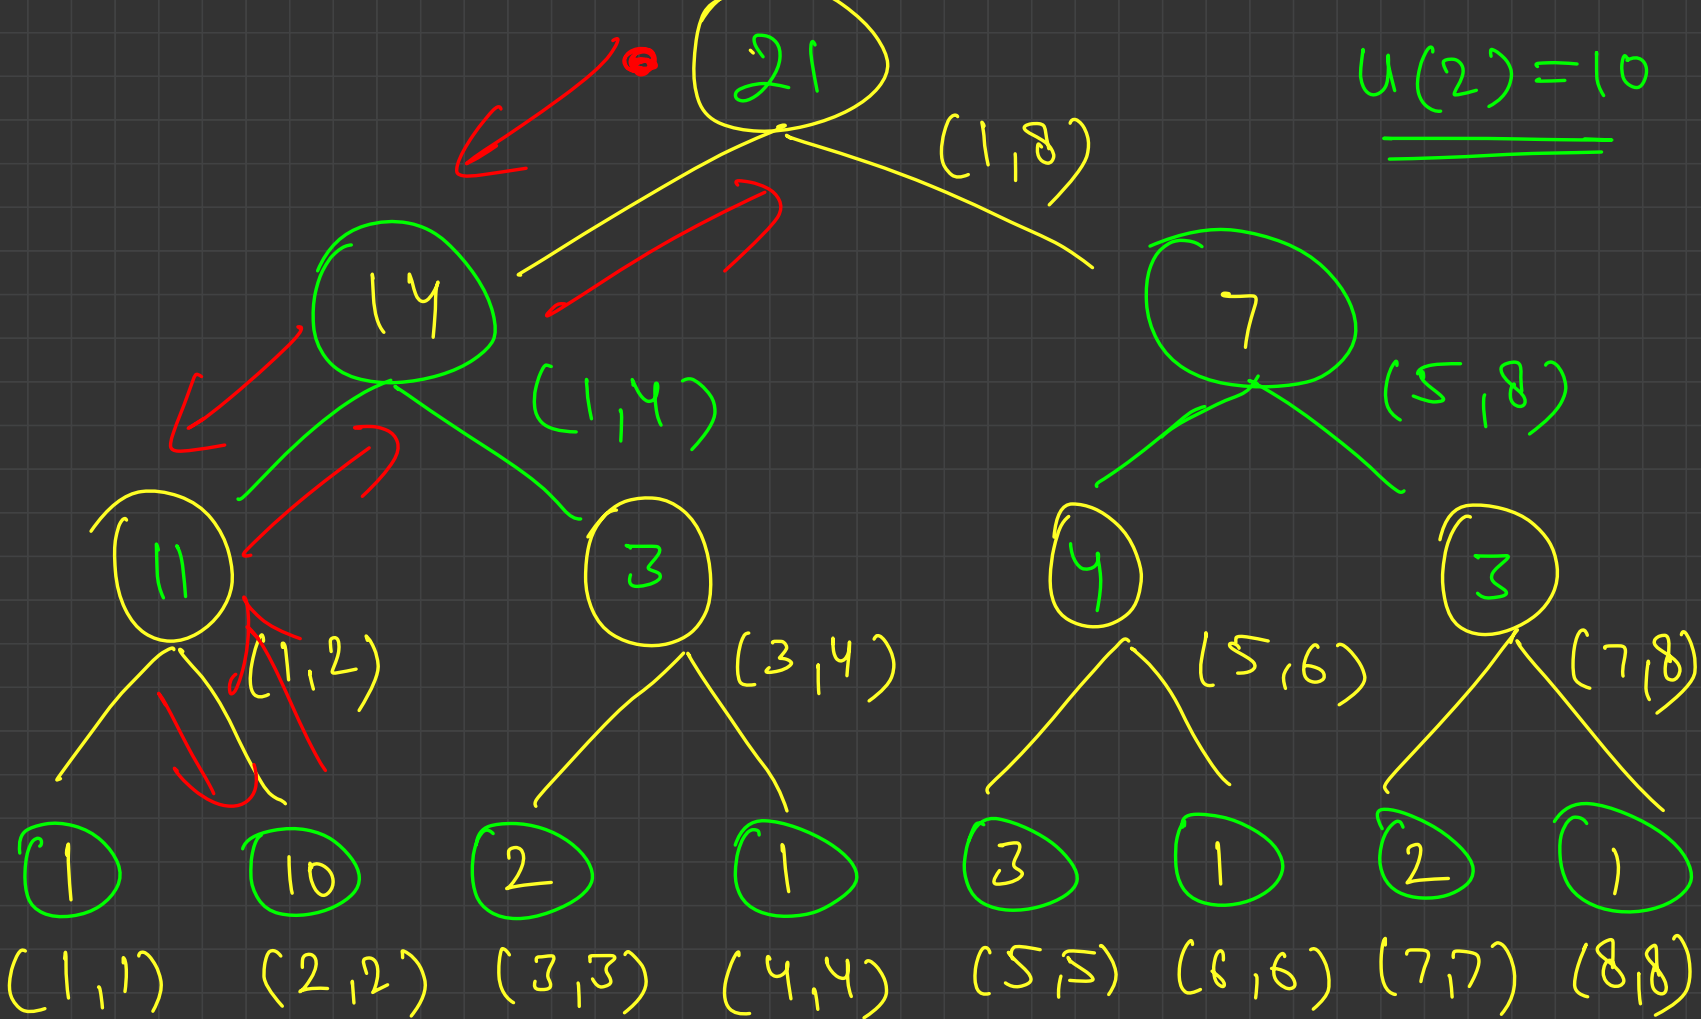 21 U(2)=10
(1,8)
14 7
(1,4) (5,8)
11 3 4 3
(1,2) (3,4) (5,6) (7,8)
1 10 2 1 3 1 2 1
(1,1) (2,2) (3,3) (4,4) (5,5) (6,6) (7,7) (8,8)